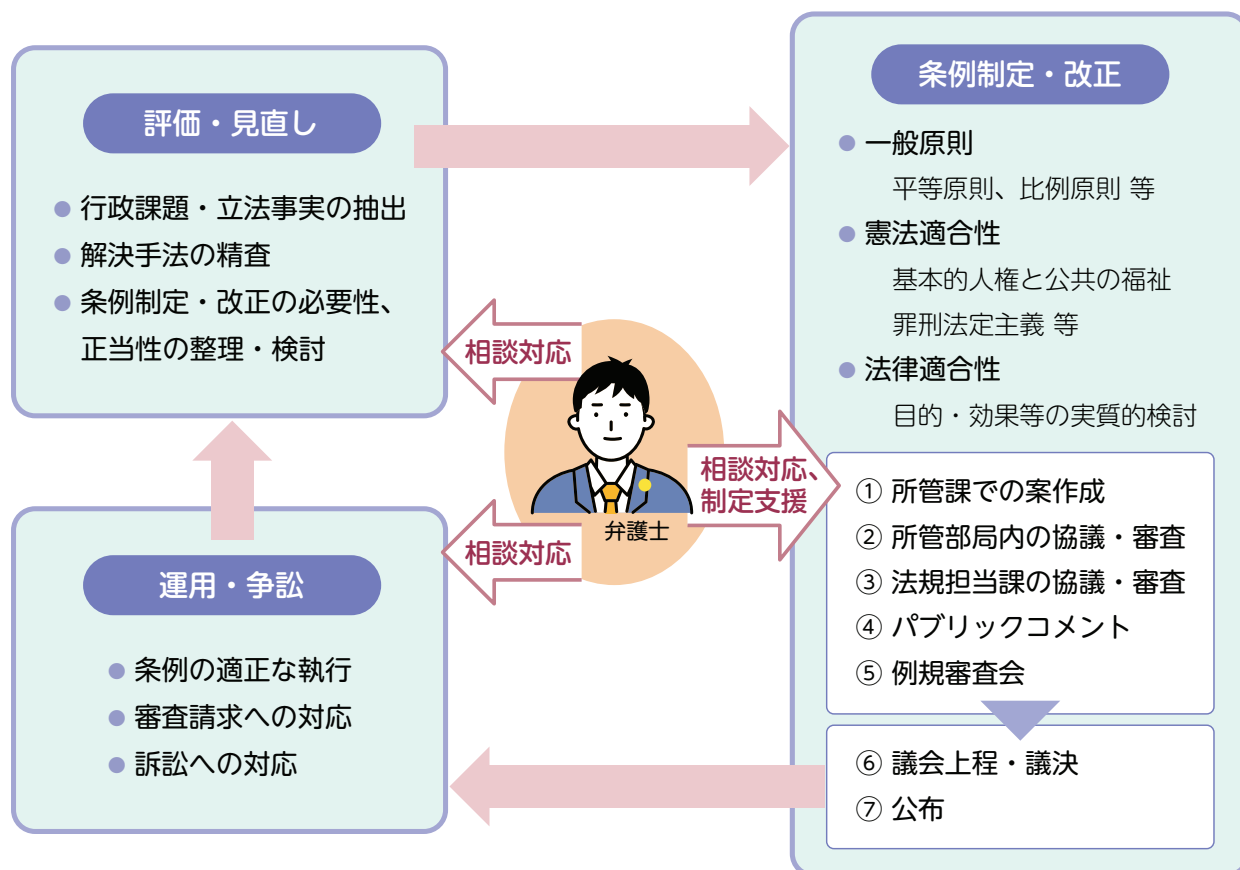 評価・見直し
● 行政課題・立法事実の抽出
● 解決手法の精査
● 条例制定・改正の必要性、
正当性の整理・検討
条例制定・改正
● 一般原則
平等原則、比例原則 等
● 憲法適合性
基本的人権と公共の福祉
罪刑法定主義 等
● 法律適合性
目的・効果等の実質的検討
① 所管課での案作成
② 所管部局内の協議・審査
③ 法規担当課の協議・審査
④ パブリックコメント
⑤ 例規審査会
⑥ 議会上程・議決
⑦ 公布
運用・争訟
● 条例の適正な執行
● 審査請求への対応
● 訴訟への対応
相談対応
相談対応、
制定支援
相談対応
弁護士